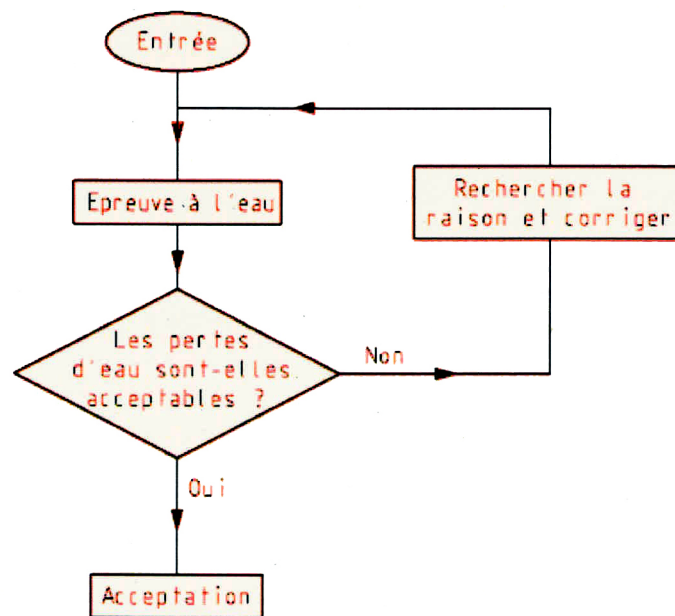 Entrée
Epreuve à l'eau
Rechercher la
raison et corriger
Les pertes
d'eau sont-elles
acceptables ?
Non
Oui
Acceptation